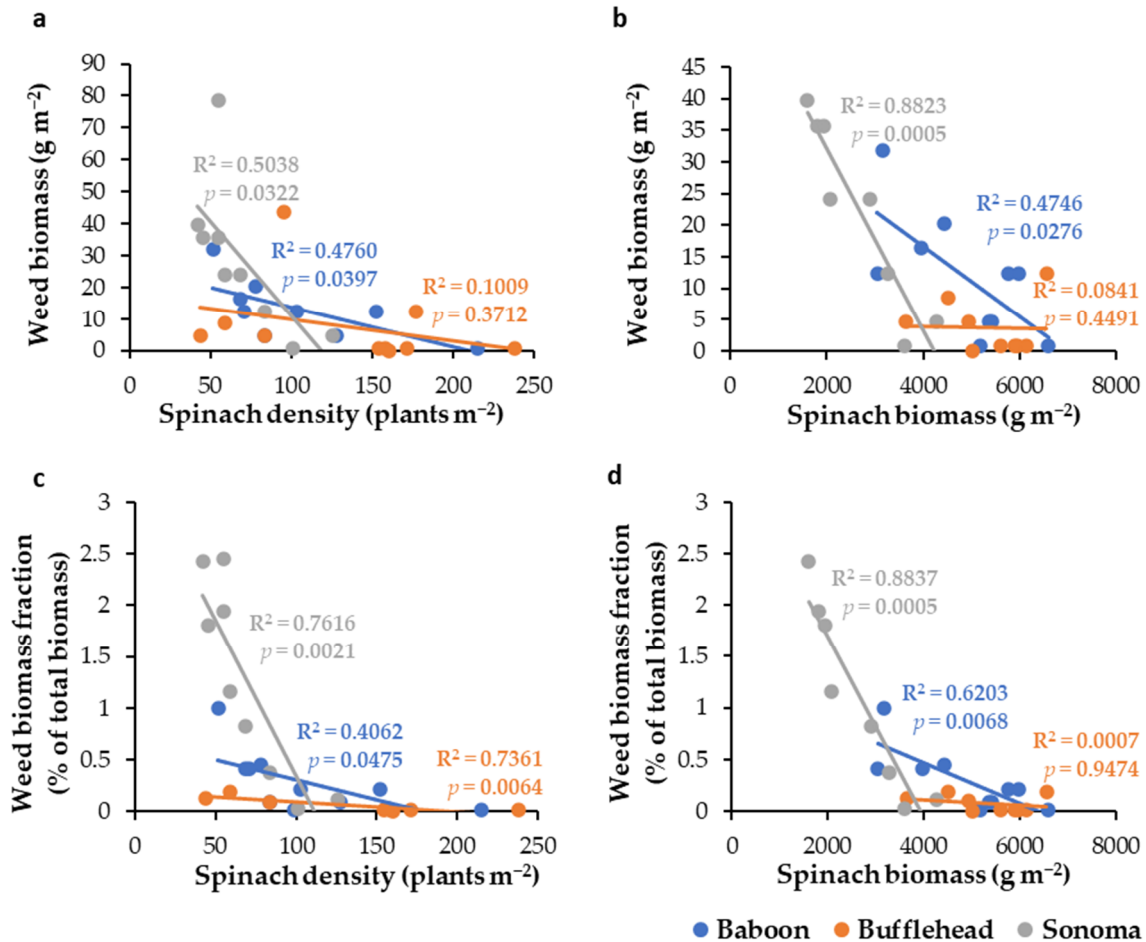 a
Weed biomass (g m⁻²)
90
80
70
60
50
40
30
20
10
0
R² = 0.5038
p = 0.0322
R² = 0.4760
p = 0.0397
R² = 0.1009
p = 0.3712
0 50 100 150 200 250
Spinach density (plants m⁻²)
b
Weed biomass (g m⁻²)
45
40
35
30
25
20
15
10
5
0
R² = 0.8823
p = 0.0005
R² = 0.4746
p = 0.0276
R² = 0.0841
p = 0.4491
0 2000 4000 6000 8000
Spinach biomass (g m⁻²)
c
Weed biomass fraction
(% of total biomass)
3
2.5
2
1.5
1
0.5
0
R² = 0.7616
p = 0.0021
R² = 0.4062
p = 0.0475
R² = 0.7361
p = 0.0064
0 50 100 150 200 250
Spinach density (plants m⁻²)
d
Weed biomass fraction
(% of total biomass)
3
2.5
2
1.5
1
0.5
0
R² = 0.8837
p = 0.0005
R² = 0.6203
p = 0.0068
R² = 0.0007
p = 0.9474
0 2000 4000 6000 8000
Spinach biomass (g m⁻²)
Baboon Bufflehead Sonoma